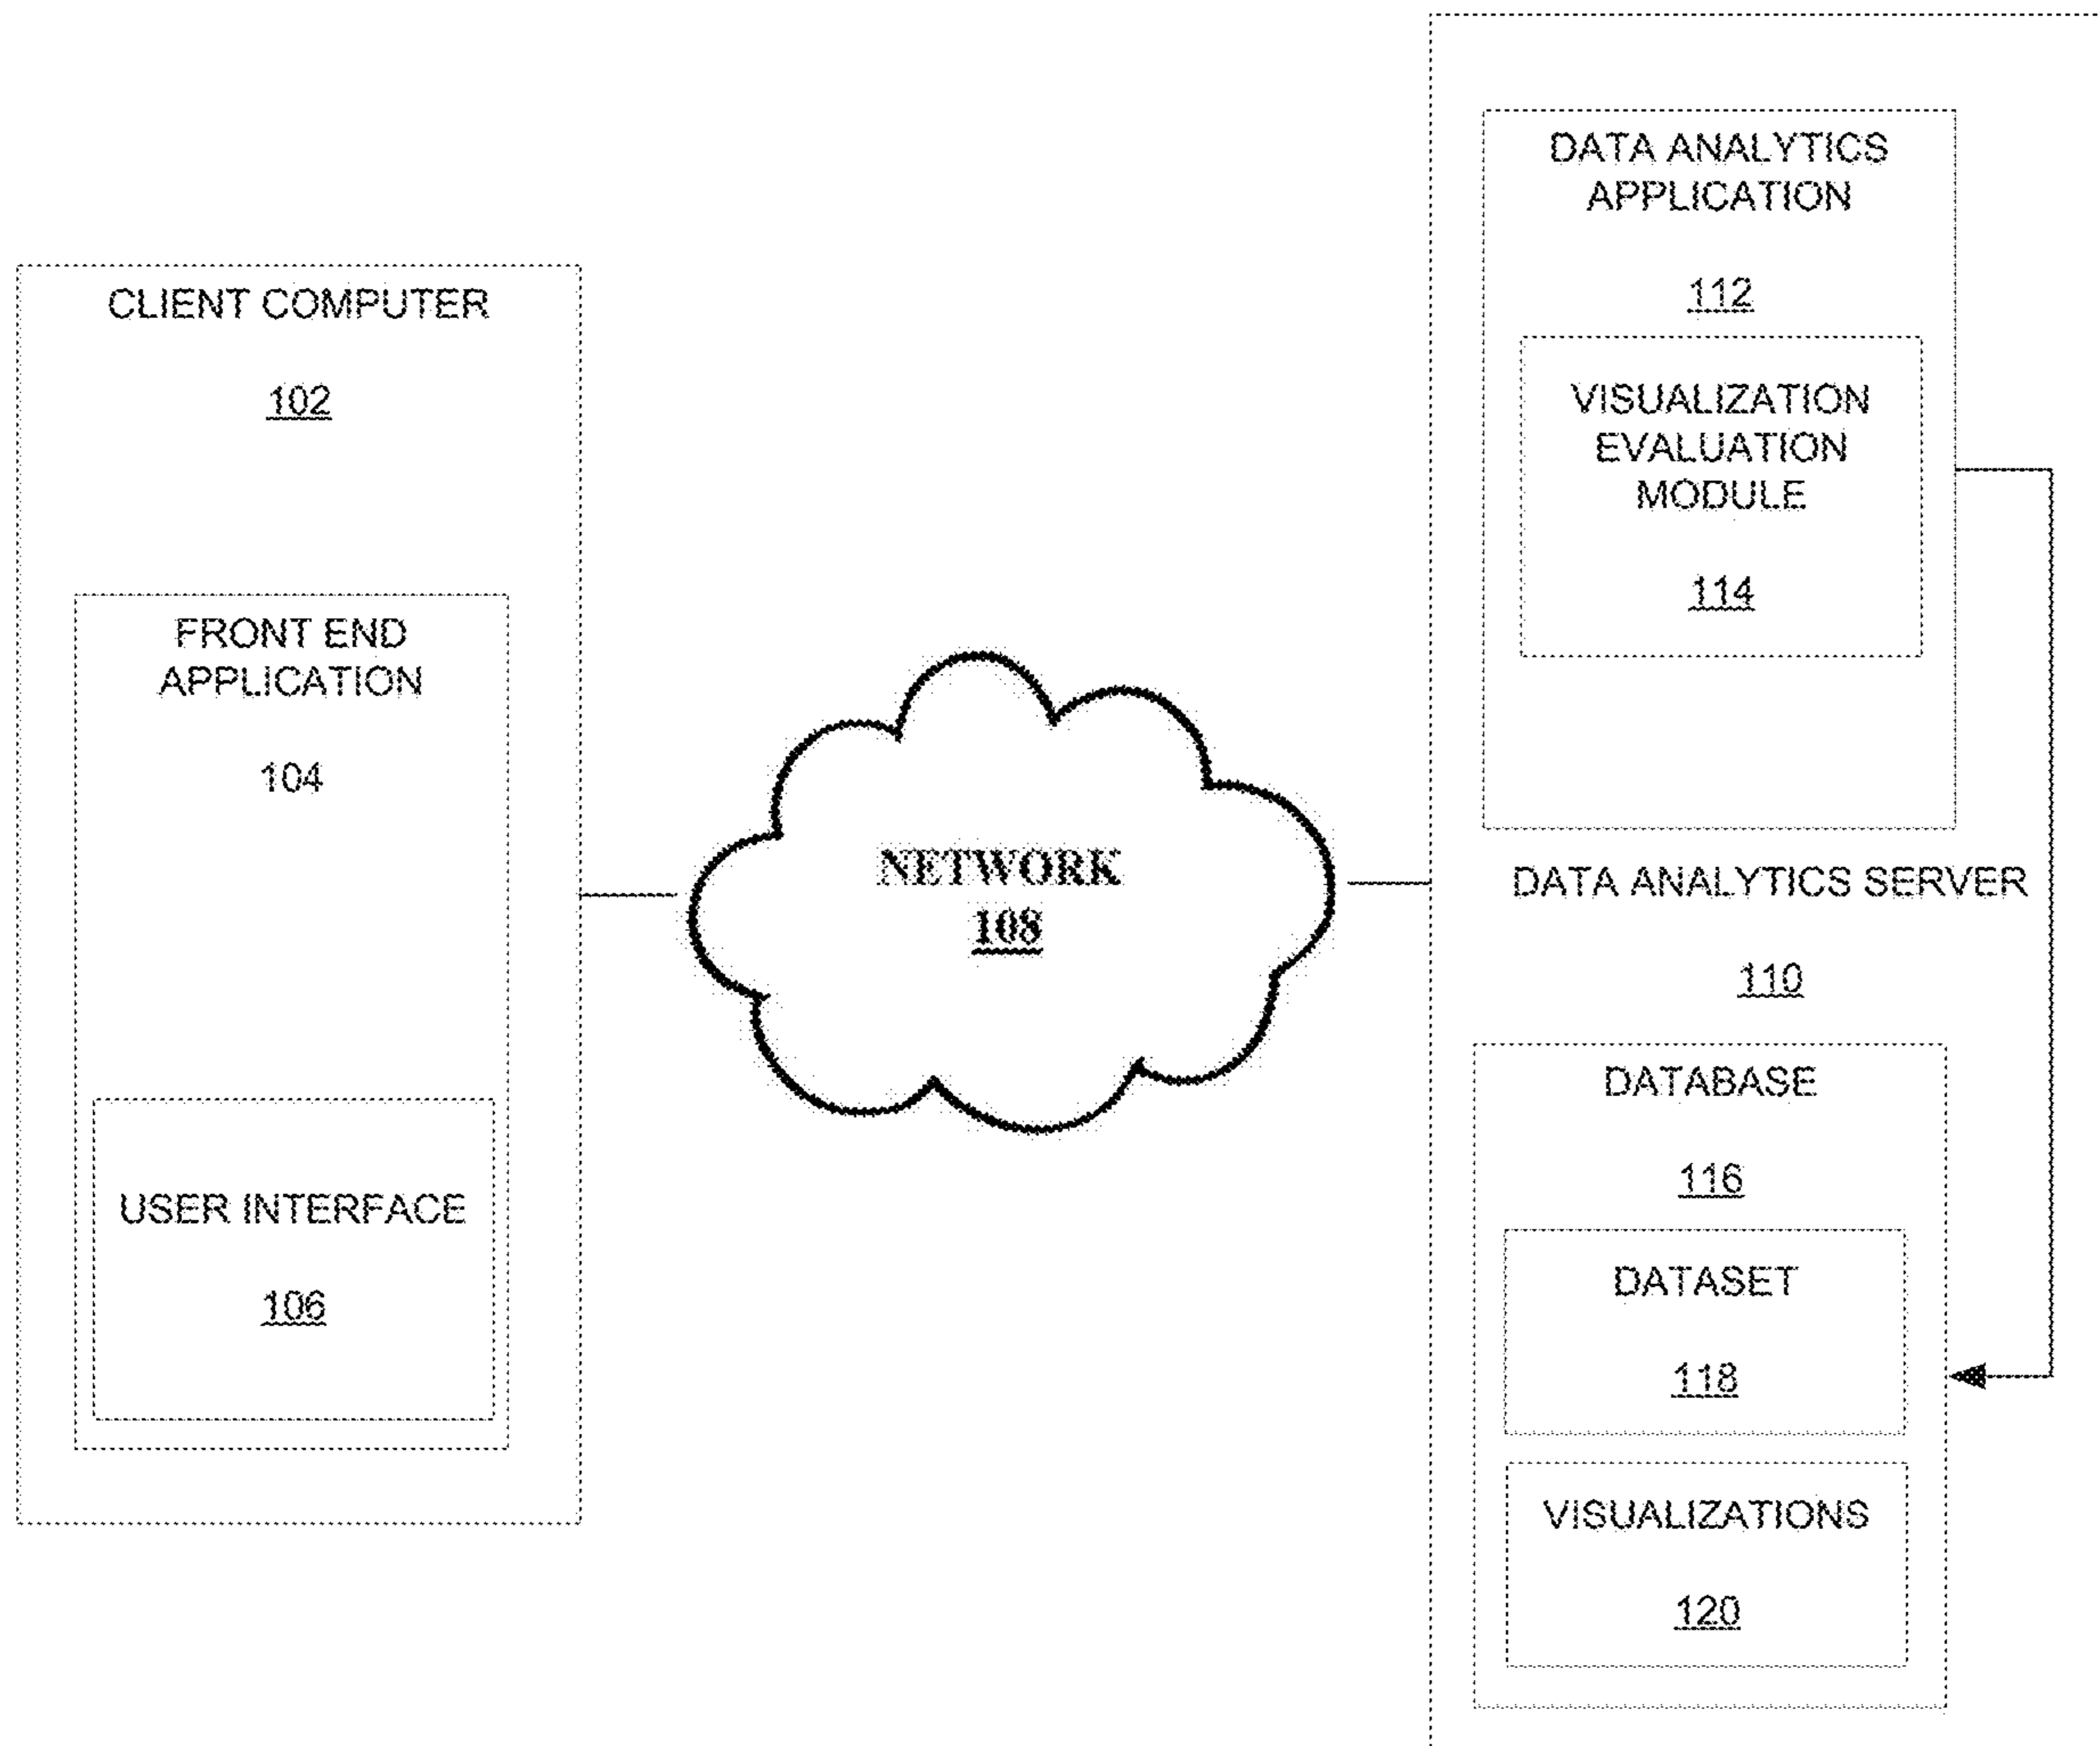 CLIENT COMPUTER
102
FRONT END
APPLICATION
104
USER INTERFACE
106
NETWORK
108
DATA ANALYTICS
APPLICATION
112
VISUALIZATION
EVALUATION
MODULE
114
DATA ANALYTICS SERVER
110
DATABASE
116
DATASET
118
VISUALIZATIONS
120